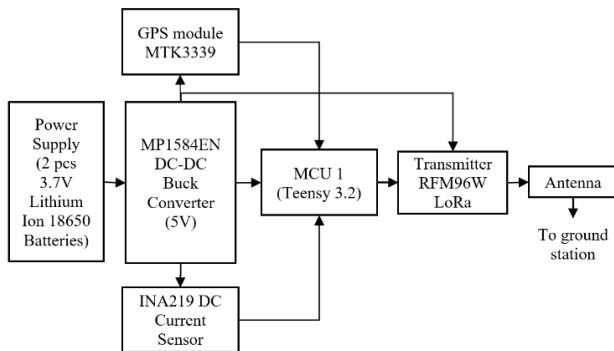 GPS module
MTK3339
Power
Supply
(2 pcs
3.7V
Lithium
Ion 18650
Batteries)
MP1584EN
DC-DC
Buck
Converter
(5V)
MCU 1
(Teensy 3.2)
Transmitter
RFM96W
LoRa
Antenna
To ground
station
INA219 DC
Current
Sensor